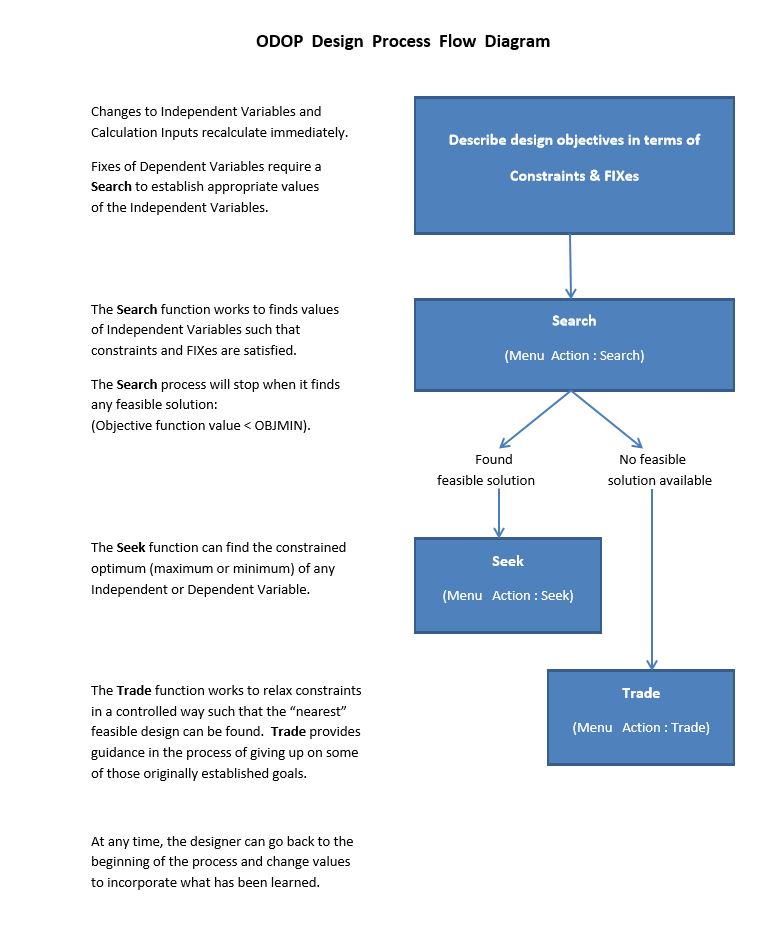 ODOP Design Process Flow Diagram
Changes to Independent Variables and
Calculation Inputs recalculate immediately.
Fixes of Dependent Variables require a
Search to establish appropriate values
of the Independent Variables.
Describe design objectives in terms of
Constraints & FIXes
The Search function works to finds values
of Independent Variables such that
constraints and FIXes are satisfied.
The Search process will stop when it finds
any feasible solution:
(Objective function value < OBJMIN).
Search
(Menu Action : Search)
Found
feasible solution
No feasible
solution available
The Seek function can find the constrained
optimum (maximum or minimum) of any
Independent or Dependent Variable.
Seek
(Menu Action : Seek)
The Trade function works to relax constraints
in a controlled way such that the “nearest”
feasible design can be found. Trade provides
guidance in the process of giving up on some
of those originally established goals.
Trade
(Menu Action : Trade)
At any time, the designer can go back to the
beginning of the process and change values
to incorporate what has been learned.